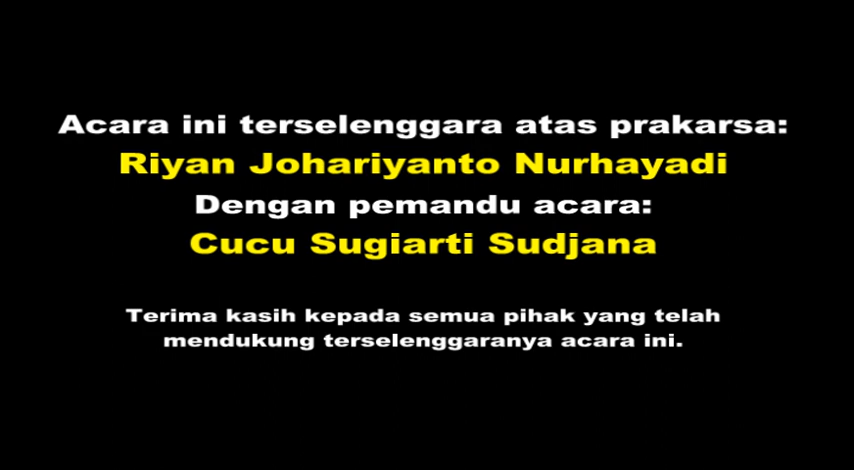 Acara ini terselenggara atas prakarsa:
Riyan Johariyanto Nurhayadi
Dengan pemandu acara:
Cucu Sugiarti Sudjana
Terima kasih kepada semua pihak yang telah
mendukung terselenggaranya acara ini.